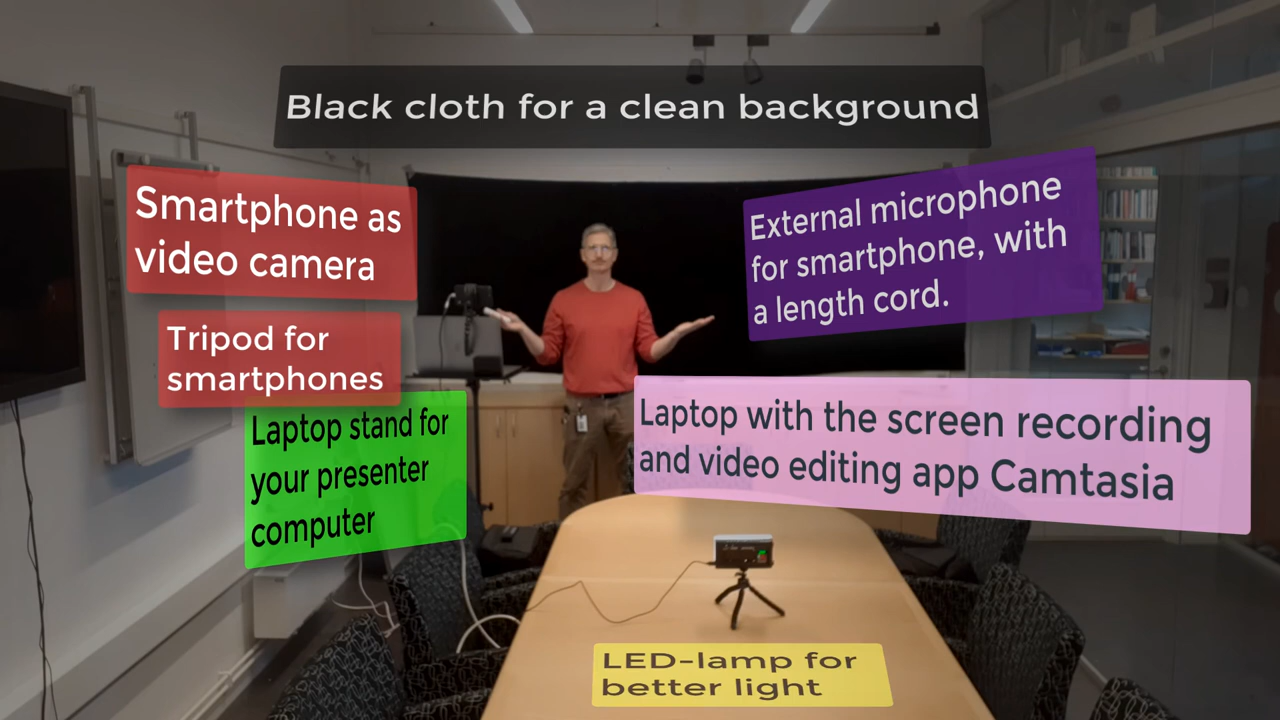 Black cloth for a clean background
Smartphone as
video camera
External microphone
for smartphone, with
a length cord.
Tripod for
smartphones
Laptop stand for
your presenter
computer
Laptop with the screen recording
and video editing app Camtasia
LED-lamp for
better light